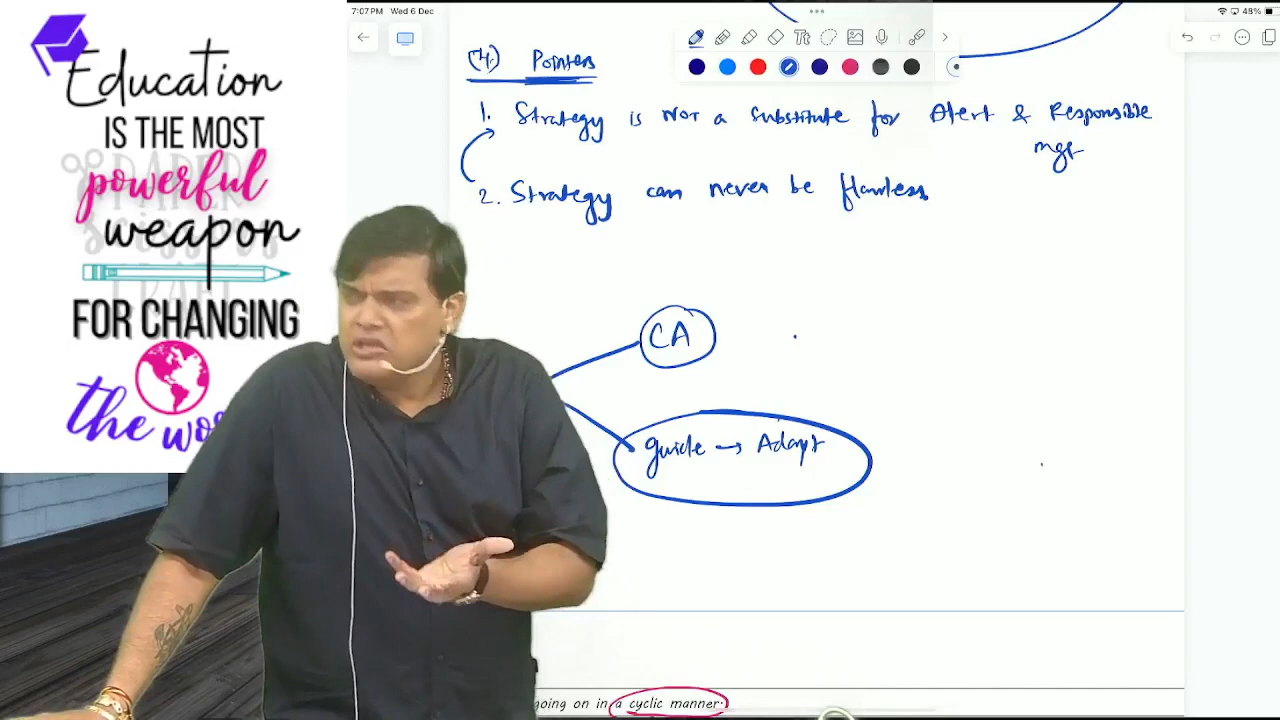 7:07 PM Wed 6 Dec
48%
Education
IS THE MOST
powerful
weapon
FOR CHANGING
the wo
Tt
(4.) Pointers
1. Strategy is NOT a substitute for Alert & Responsible
mgt
2. Strategy can never be flawless
CA
Guide → Adapt
going on in a cyclic manner.